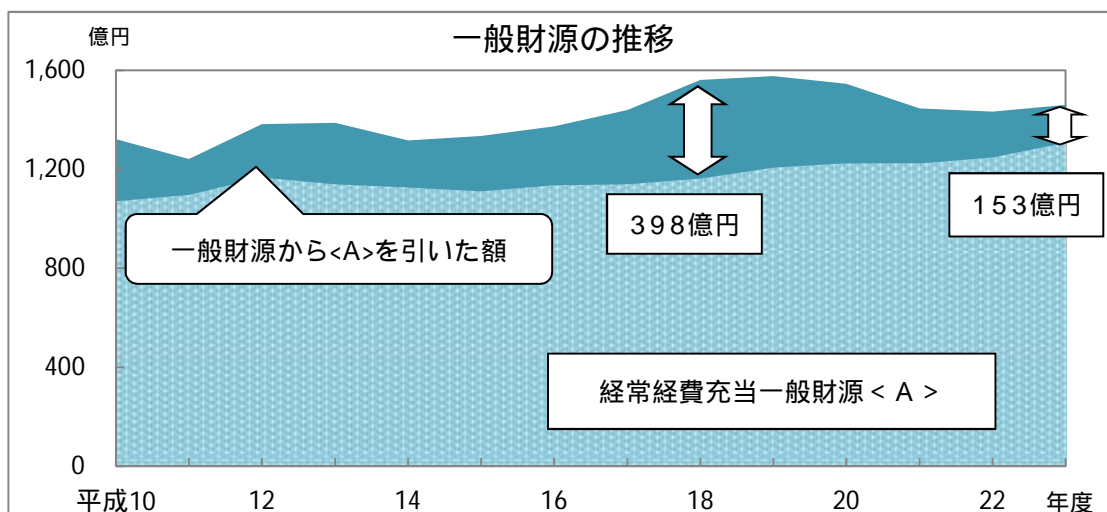 一般財源の推移
億円
1,600
1,200
800
400
0
一般財源から<A>を引いた額
398億円
153億円
経常経費充当一般財源<A>
平成10 12 14 16 18 20 22 年度